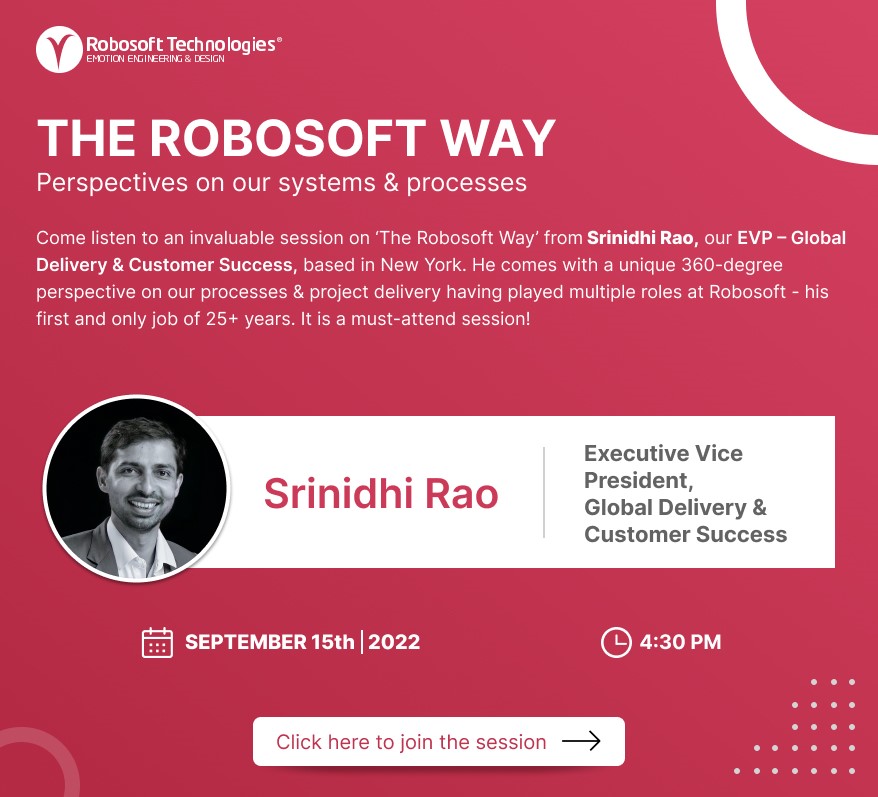 Robosoft Technologies®
EMOTION ENGINEERING & DESIGN
THE ROBOSOFT WAY
Perspectives on our systems & processes
Come listen to an invaluable session on ‘The Robosoft Way’ from Srinidhi Rao, our EVP – Global
Delivery & Customer Success, based in New York. He comes with a unique 360-degree
perspective on our processes & project delivery having played multiple roles at Robosoft - his
first and only job of 25+ years. It is a must-attend session!
Srinidhi Rao
Executive Vice
President,
Global Delivery &
Customer Success
SEPTEMBER 15th | 2022
4:30 PM
Click here to join the session